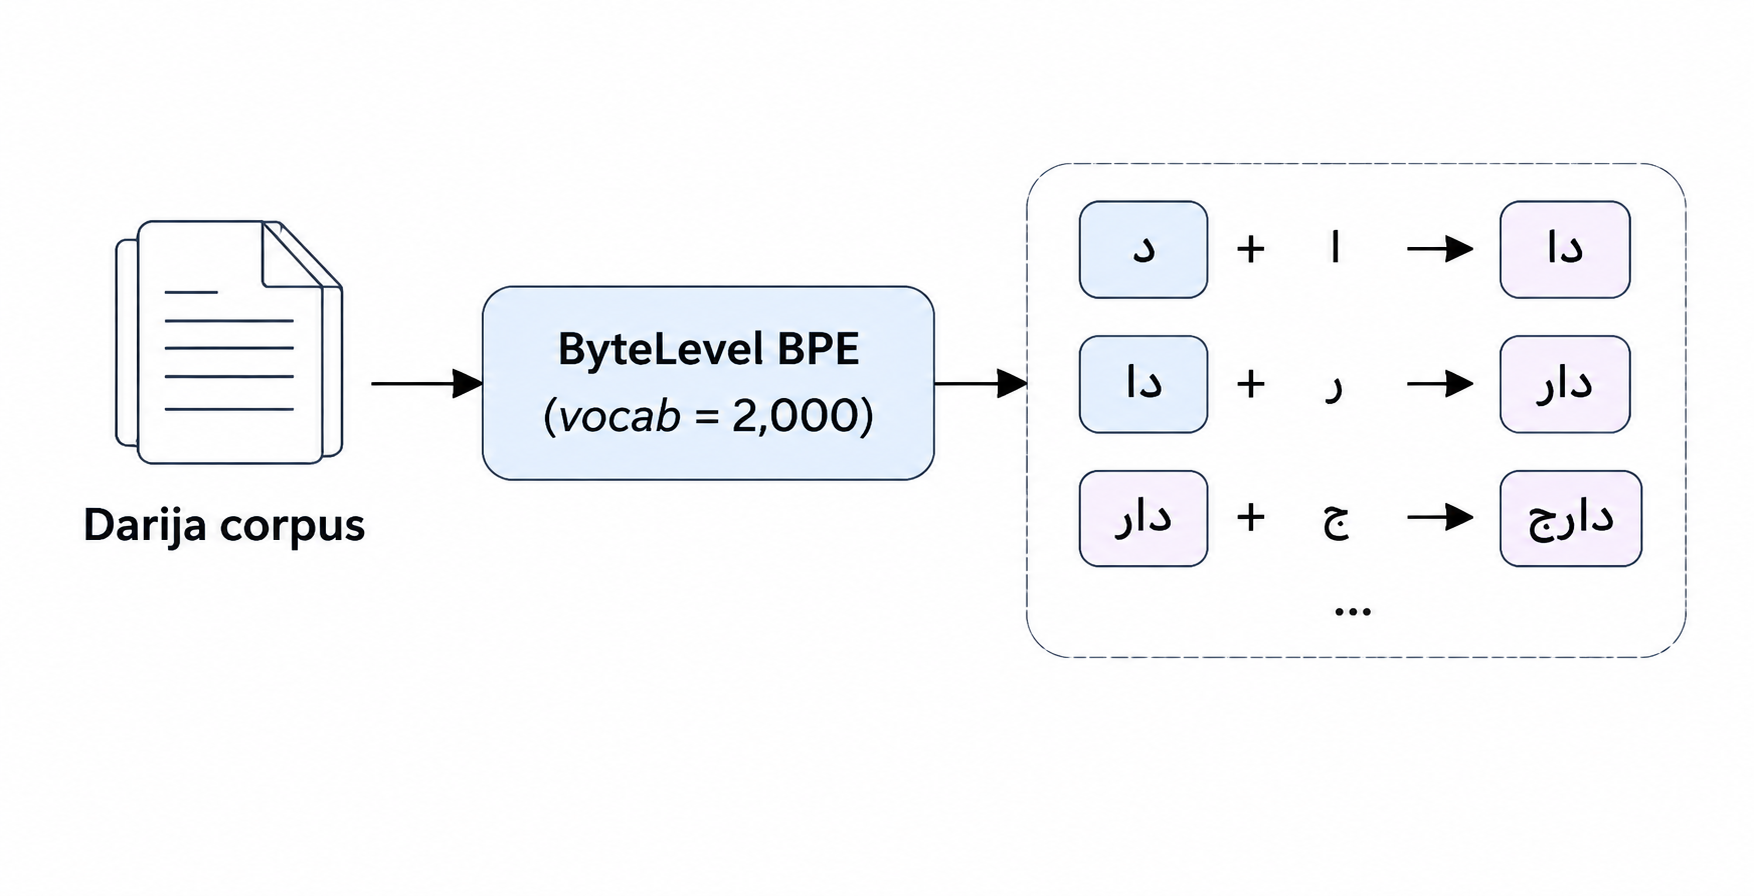 Darija corpus
ByteLevel BPE
(vocab = 2,000)
د + ا → دا
دا + ر → دار
دار + ج → دارج
...